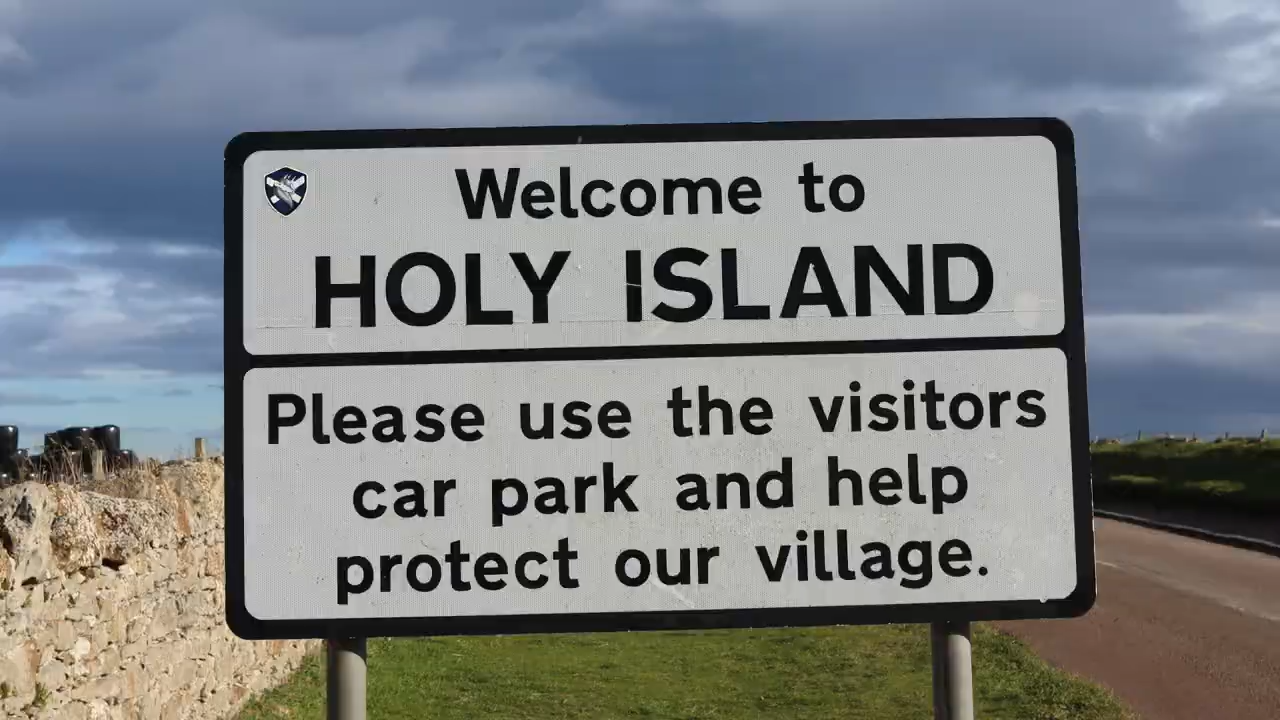 Welcome to
HOLY ISLAND
Please use the visitors
car park and help
protect our village.